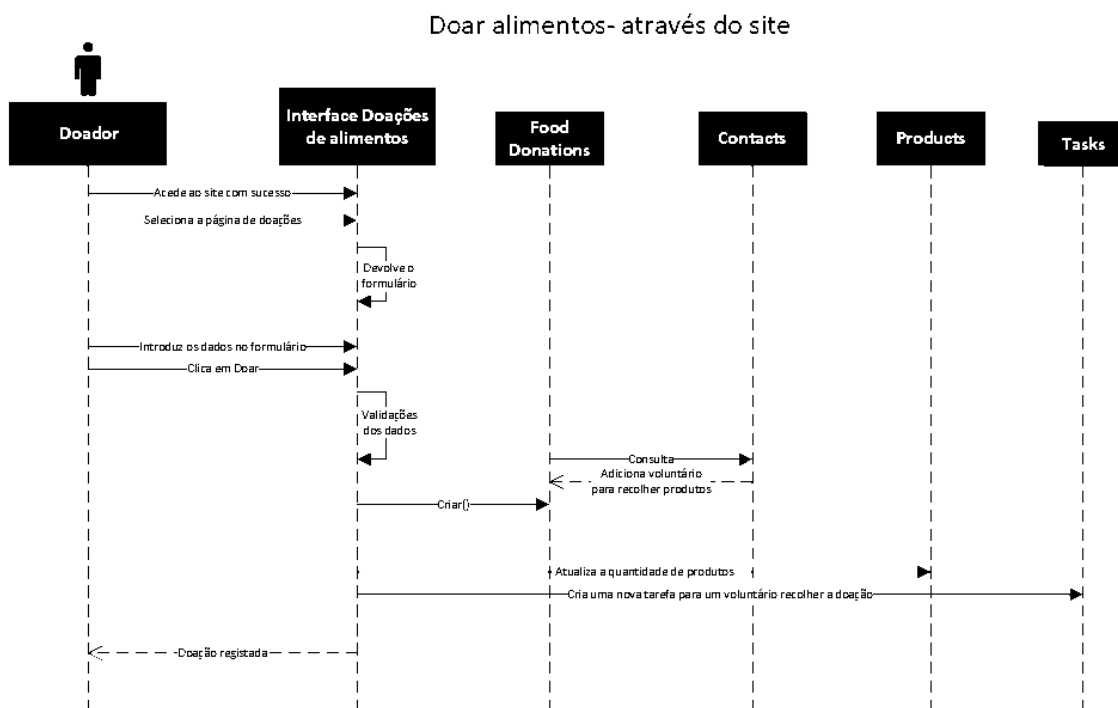 Doar alimentos- através do site
Doador
Interface Doações
de alimentos
Food
Donations
Contacts
Products
Tasks
Acede ao site com sucesso
Seleciona a página de doações
Devolve o
formulário
Introduz os dados no formulário
Clica em Doar
Validações
dos dados
Consulta
Adiciona voluntário
para recolher produtos
Criar()
Atualiza a quantidade de produtos
Cria uma nova tarefa para um voluntário recolher a doação
Doação registada